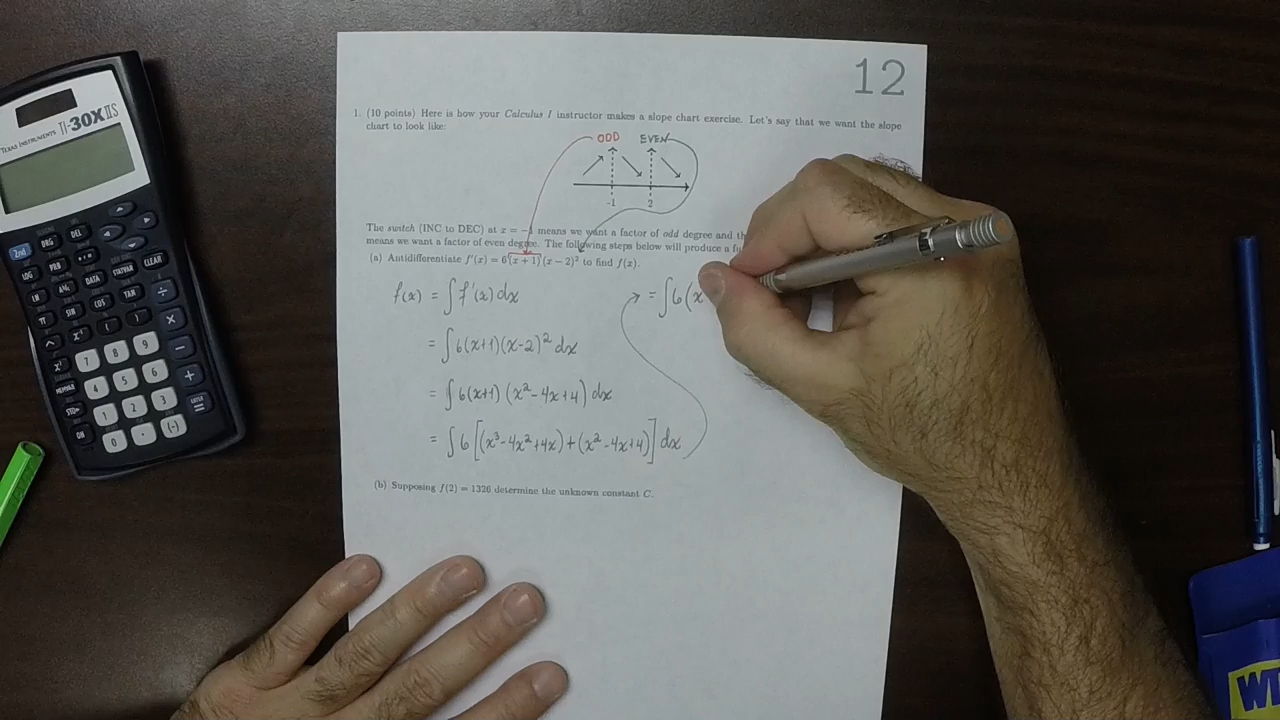 12
1. (10 points) Here is how your Calculus I instructor makes a slope chart exercise. Let's say that we want the slope
chart to look like:
ODD EVEN
-1 2
The switch (INC to DEC) at x = -1 means we want a factor of odd degree and th
means we want a factor of even degree. The following steps below will produce a fu
(a) Antidifferentiate f'(x) = 6(x + 1)(x − 2)² to find f(x).
f(x) = ∫ f'(x) dx
= ∫ 6(x+1)(x-2)² dx
= ∫ 6(x+1) (x²-4x+4) dx
= ∫ 6 [(x³-4x²+4x)+(x²-4x+4)] dx
= ∫ 6(x
(b) Supposing f(2) = 1326 determine the unknown constant C.
TEXAS INSTRUMENTS TI-30X IIS
2nd
DRG DEL
LOG PRB STATVAR CLEAR
LN DATA ÷
π SIN COS TAN
( ) X
7 8 9 −
MEMVAR 4 5 6 +
STO▸ 1 2 3 ENTER
ON 0 . (-) =